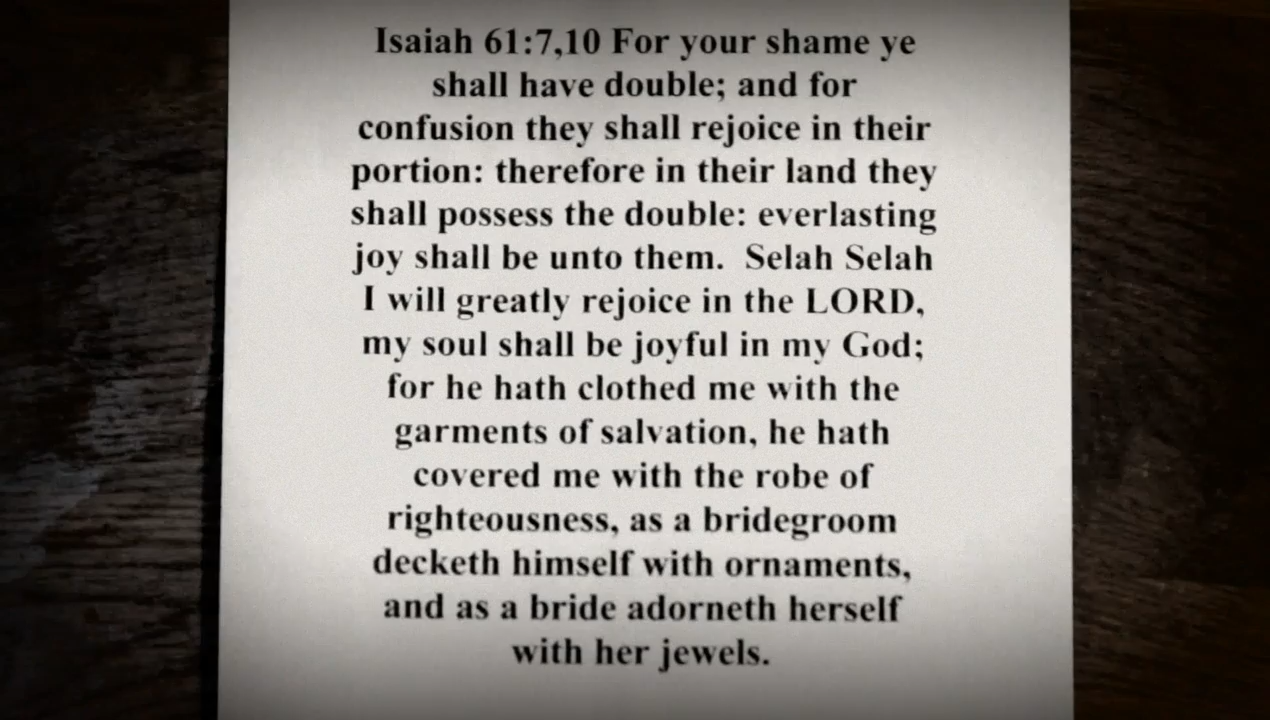 Isaiah 61:7,10 For your shame ye
shall have double; and for
confusion they shall rejoice in their
portion: therefore in their land they
shall possess the double: everlasting
joy shall be unto them.  Selah Selah
I will greatly rejoice in the LORD,
my soul shall be joyful in my God;
for he hath clothed me with the
garments of salvation, he hath
covered me with the robe of
righteousness, as a bridegroom
decketh himself with ornaments,
and as a bride adorneth herself
with her jewels.